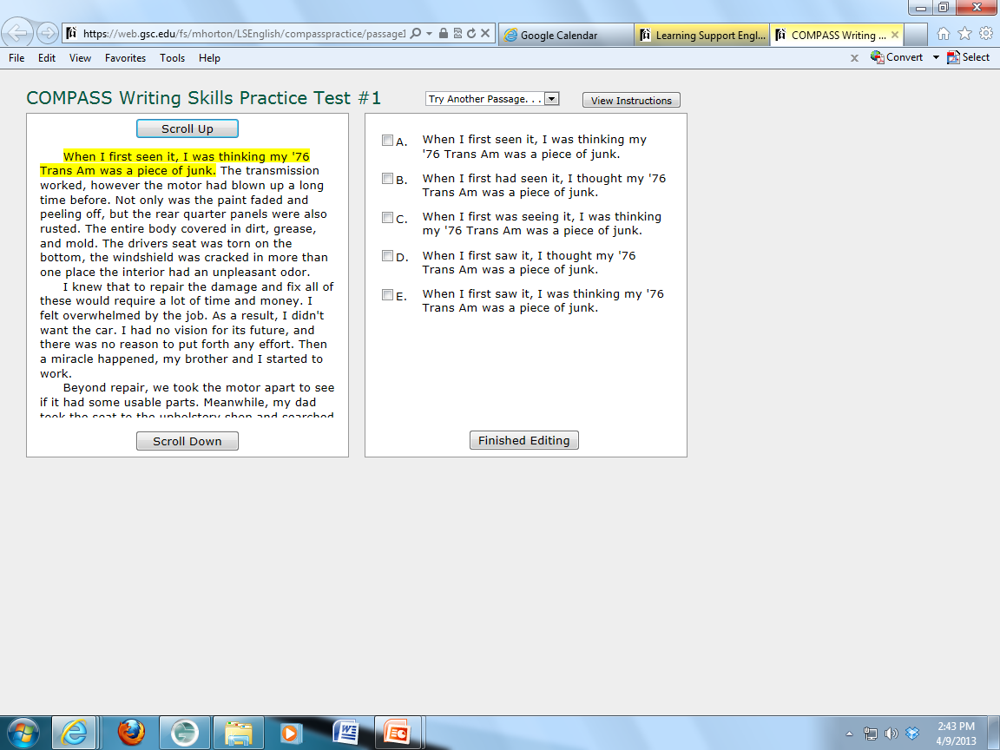 https://web.gsc.edu/fs/mhorton/LSEnglish/compasspractice/passage1
Google Calendar
Learning Support Engl...
COMPASS Writing ...
File Edit View Favorites Tools Help
Convert
Select
COMPASS Writing Skills Practice Test #1
Try Another Passage. . .
View Instructions
Scroll Up
When I first seen it, I was thinking my '76
Trans Am was a piece of junk. The transmission
worked, however the motor had blown up a long
time before. Not only was the paint faded and
peeling off, but the rear quarter panels were also
rusted. The entire body covered in dirt, grease,
and mold. The drivers seat was torn on the
bottom, the windshield was cracked in more than
one place the interior had an unpleasant odor.
I knew that to repair the damage and fix all of
these would require a lot of time and money. I
felt overwhelmed by the job. As a result, I didn't
want the car. I had no vision for its future, and
there was no reason to put forth any effort. Then
a miracle happened, my brother and I started to
work.
Beyond repair, we took the motor apart to see
if it had some usable parts. Meanwhile, my dad
took the seat to the upholstery shop and searched
Scroll Down
A. When I first seen it, I was thinking my
'76 Trans Am was a piece of junk.
B. When I first had seen it, I thought my '76
Trans Am was a piece of junk.
C. When I first was seeing it, I was thinking
my '76 Trans Am was a piece of junk.
D. When I first saw it, I thought my '76
Trans Am was a piece of junk.
E. When I first saw it, I was thinking my '76
Trans Am was a piece of junk.
Finished Editing
2:43 PM
4/9/2013